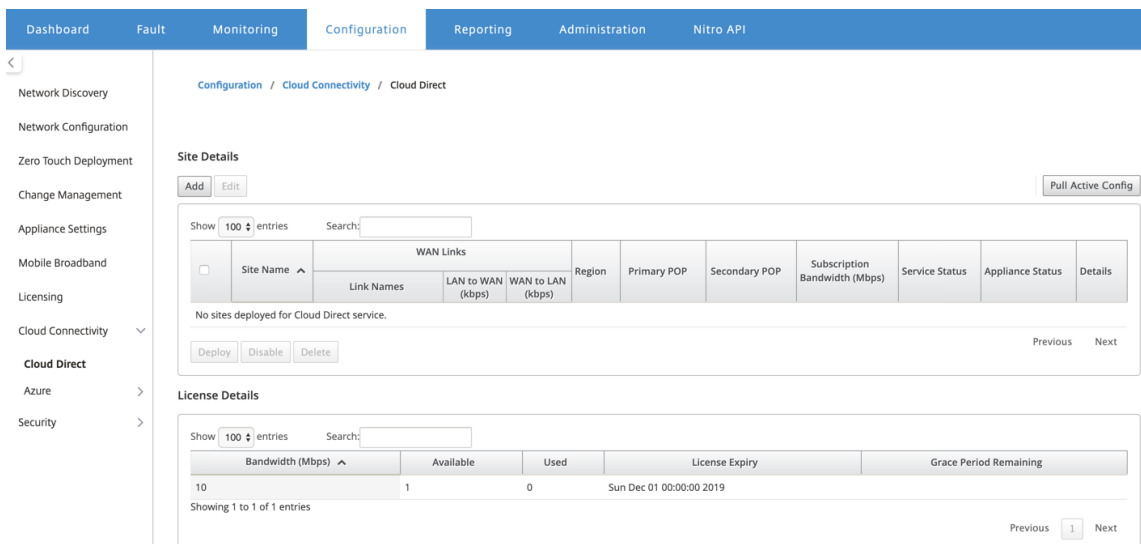 Dashboard Fault Monitoring Configuration Reporting Administration Nitro API
Network Discovery
Network Configuration
Zero Touch Deployment
Change Management
Appliance Settings
Mobile Broadband
Licensing
Cloud Connectivity
Cloud Direct
Azure
Security
Configuration / Cloud Connectivity / Cloud Direct
Site Details
Add Edit Pull Active Config
Show 100 entries Search:
Site Name WAN Links Region Primary POP Secondary POP Subscription Bandwidth (Mbps) Service Status Appliance Status Details
Link Names LAN to WAN (kbps) WAN to LAN (kbps)
No sites deployed for Cloud Direct service.
Previous Next
Deploy Disable Delete
License Details
Show 100 entries Search:
Bandwidth (Mbps) Available Used License Expiry Grace Period Remaining
10 1 0 Sun Dec 01 00:00:00 2019
Showing 1 to 1 of 1 entries
Previous 1 Next